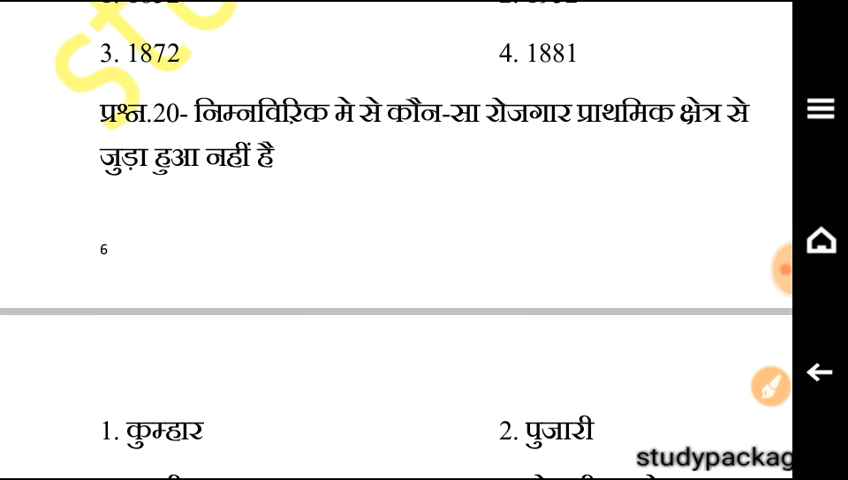 3. 1872 4. 1881
प्रश्न.20- निम्नविरिक मे से कौन-सा रोजगार प्राथमिक क्षेत्र से
जुड़ा हुआ नहीं है
6
1. कुम्हार 2. पुजारी
studypackag